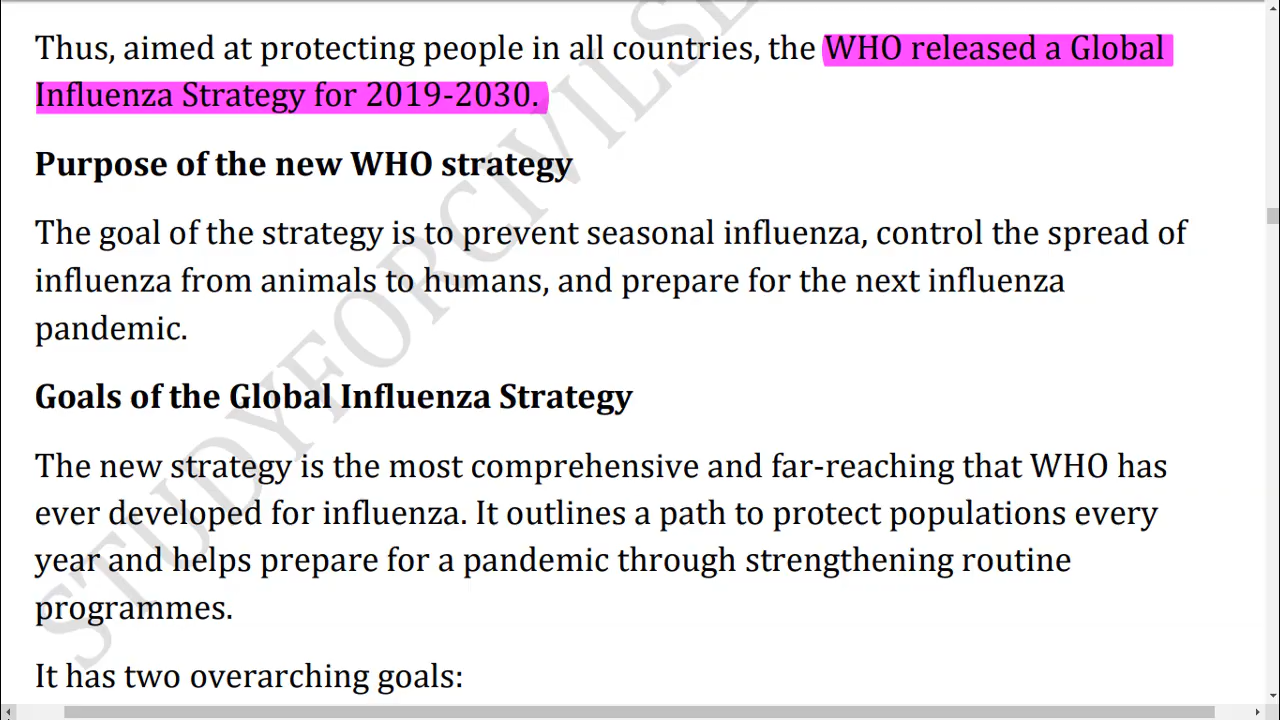 Thus, aimed at protecting people in all countries, the WHO released a Global
Influenza Strategy for 2019-2030.
Purpose of the new WHO strategy
The goal of the strategy is to prevent seasonal influenza, control the spread of
influenza from animals to humans, and prepare for the next influenza
pandemic.
Goals of the Global Influenza Strategy
The new strategy is the most comprehensive and far-reaching that WHO has
ever developed for influenza. It outlines a path to protect populations every
year and helps prepare for a pandemic through strengthening routine
programmes.
It has two overarching goals:
STUDYFORCIVILSE